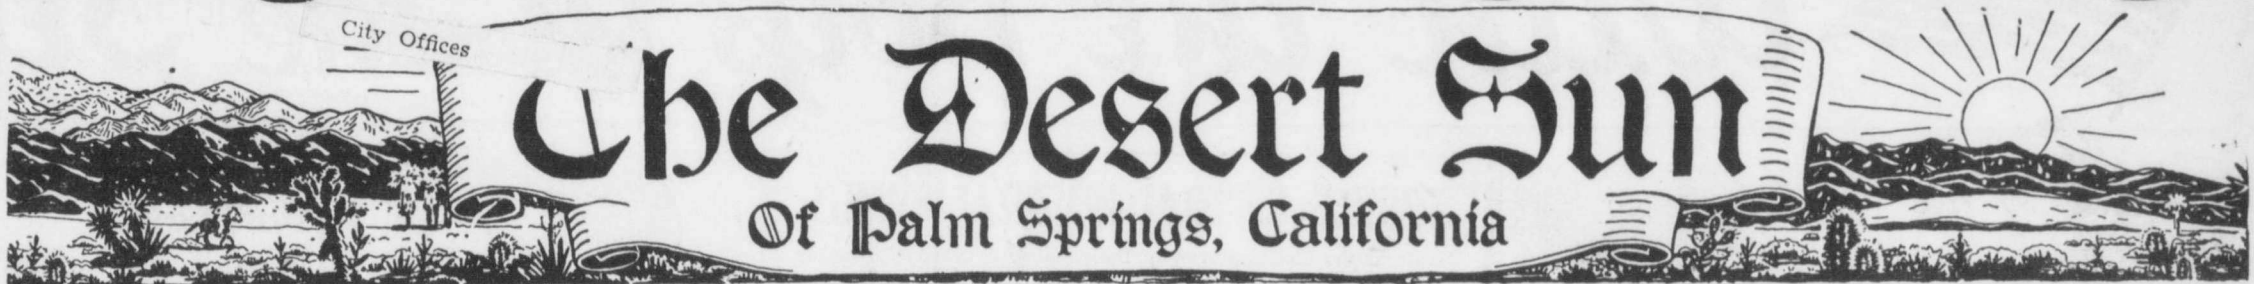 City Offices
The Desert Sun
Of Palm Springs, California